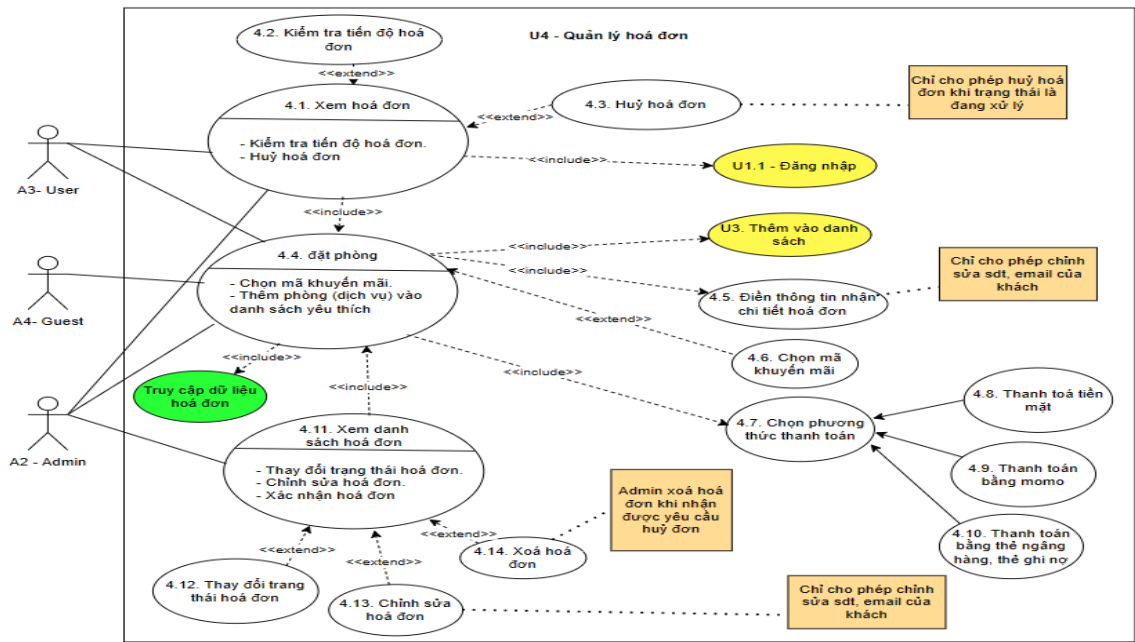 U4 - Quản lý hoá đơn
4.2. Kiểm tra tiến độ hoá
đơn
<<extend>>
4.1. Xem hoá đơn
- Kiểm tra tiến độ hoá đơn.
- Huỷ hoá đơn
4.3. Huỷ hoá đơn
<<extend>>
Chỉ cho phép huỷ hoá
đơn khi trạng thái là
đang xử lý
<<include>>
U1.1 - Đăng nhập
A3- User
<<include>>
4.4. đặt phòng
- Chọn mã khuyến mãi.
- Thêm phòng (dịch vụ) vào
danh sách yêu thích
<<include>>
U3. Thêm vào danh
sách
<<include>>
4.5. Điền thông tin nhận
chi tiết hoá đơn
Chỉ cho phép chỉnh
sửa sdt, email của
khách
A4- Guest
<<extend>>
4.6. Chọn mã
khuyến mãi
<<include>>
Truy cập dữ liệu
hoá đơn
<<include>>
<<include>>
4.7. Chọn phương
thức thanh toán
4.8. Thanh toá tiền
mặt
4.9. Thanh toán
bằng momo
4.10. Thanh toán
bằng thẻ ngâng
hàng, thẻ ghi nợ
A2 - Admin
4.11. Xem danh
sách hoá đơn
- Thay đổi trạng thái hoá đơn.
- Chỉnh sửa hoá đơn.
- Xác nhận hoá đơn
Admin xoá hoá
đơn khi nhận
được yêu cầu
huỷ đơn
<<extend>>
4.14. Xoá hoá
đơn
<<extend>>
4.12. Thay đổi trang
thái hoá đơn
<<extend>>
4.13. Chỉnh sửa
hoá đơn
Chỉ cho phép chỉnh
sửa sdt, email của
khách